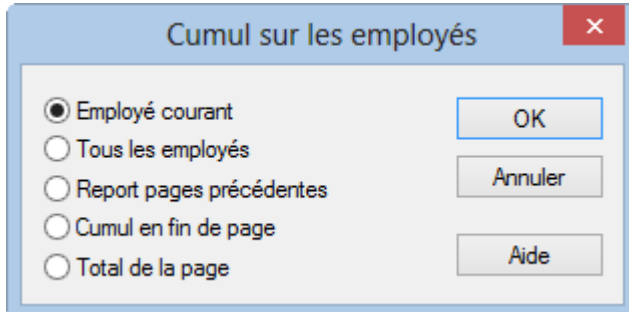 Cumul sur les employés
Employé courant
Tous les employés
Report pages précédentes
Cumul en fin de page
Total de la page
OK
Annuler
Aide